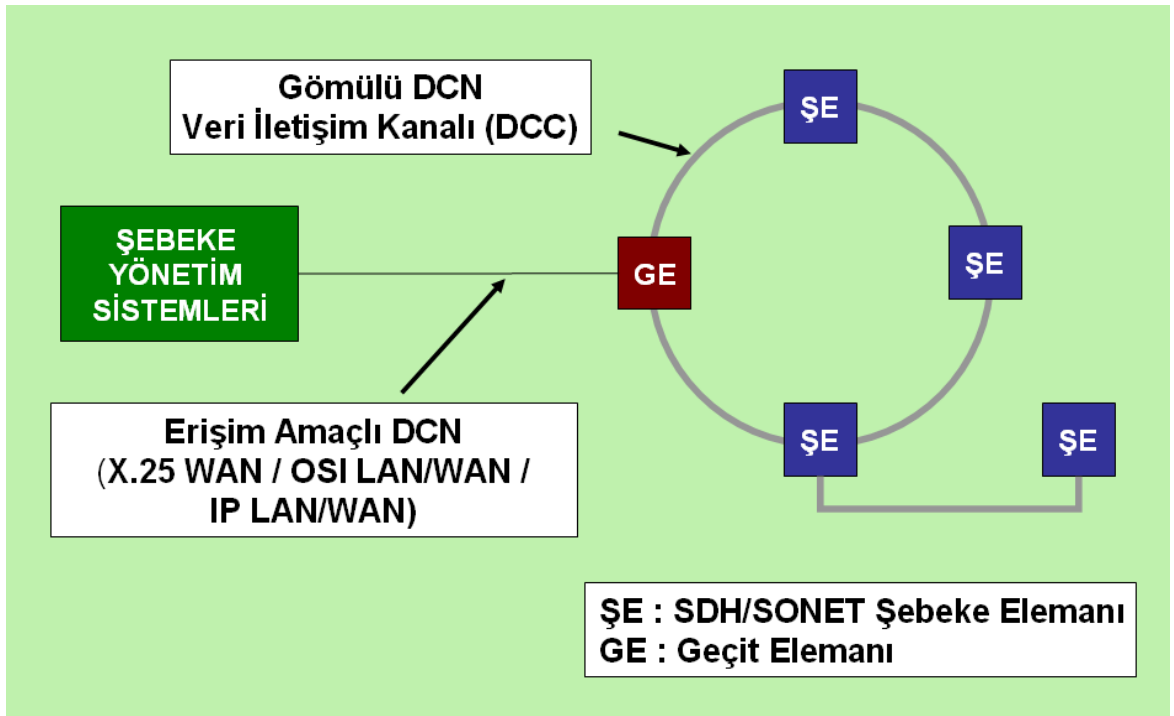 Gömülü DCN
Veri İletişim Kanalı (DCC)
ŞE
ŞEBEKE
YÖNETİM
SİSTEMLERİ
GE
ŞE
Erişim Amaçlı DCN
(X.25 WAN / OSI LAN/WAN /
IP LAN/WAN)
ŞE
ŞE
ŞE : SDH/SONET Şebeke Elemanı
GE : Geçit Elemanı